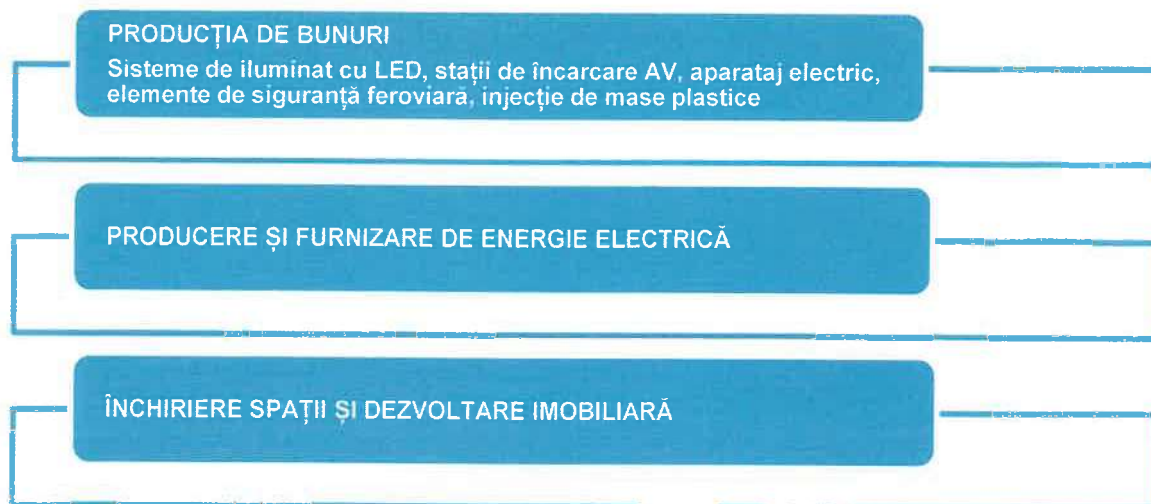 PRODUCȚIA DE BUNURI
Sisteme de iluminat cu LED, stații de încarcare AV, aparataj electric,
elemente de siguranță feroviară, injecție de mase plastice
PRODUCERE ȘI FURNIZARE DE ENERGIE ELECTRICĂ
ÎNCHIRIERE SPAȚII ȘI DEZVOLTARE IMOBILIARĂ